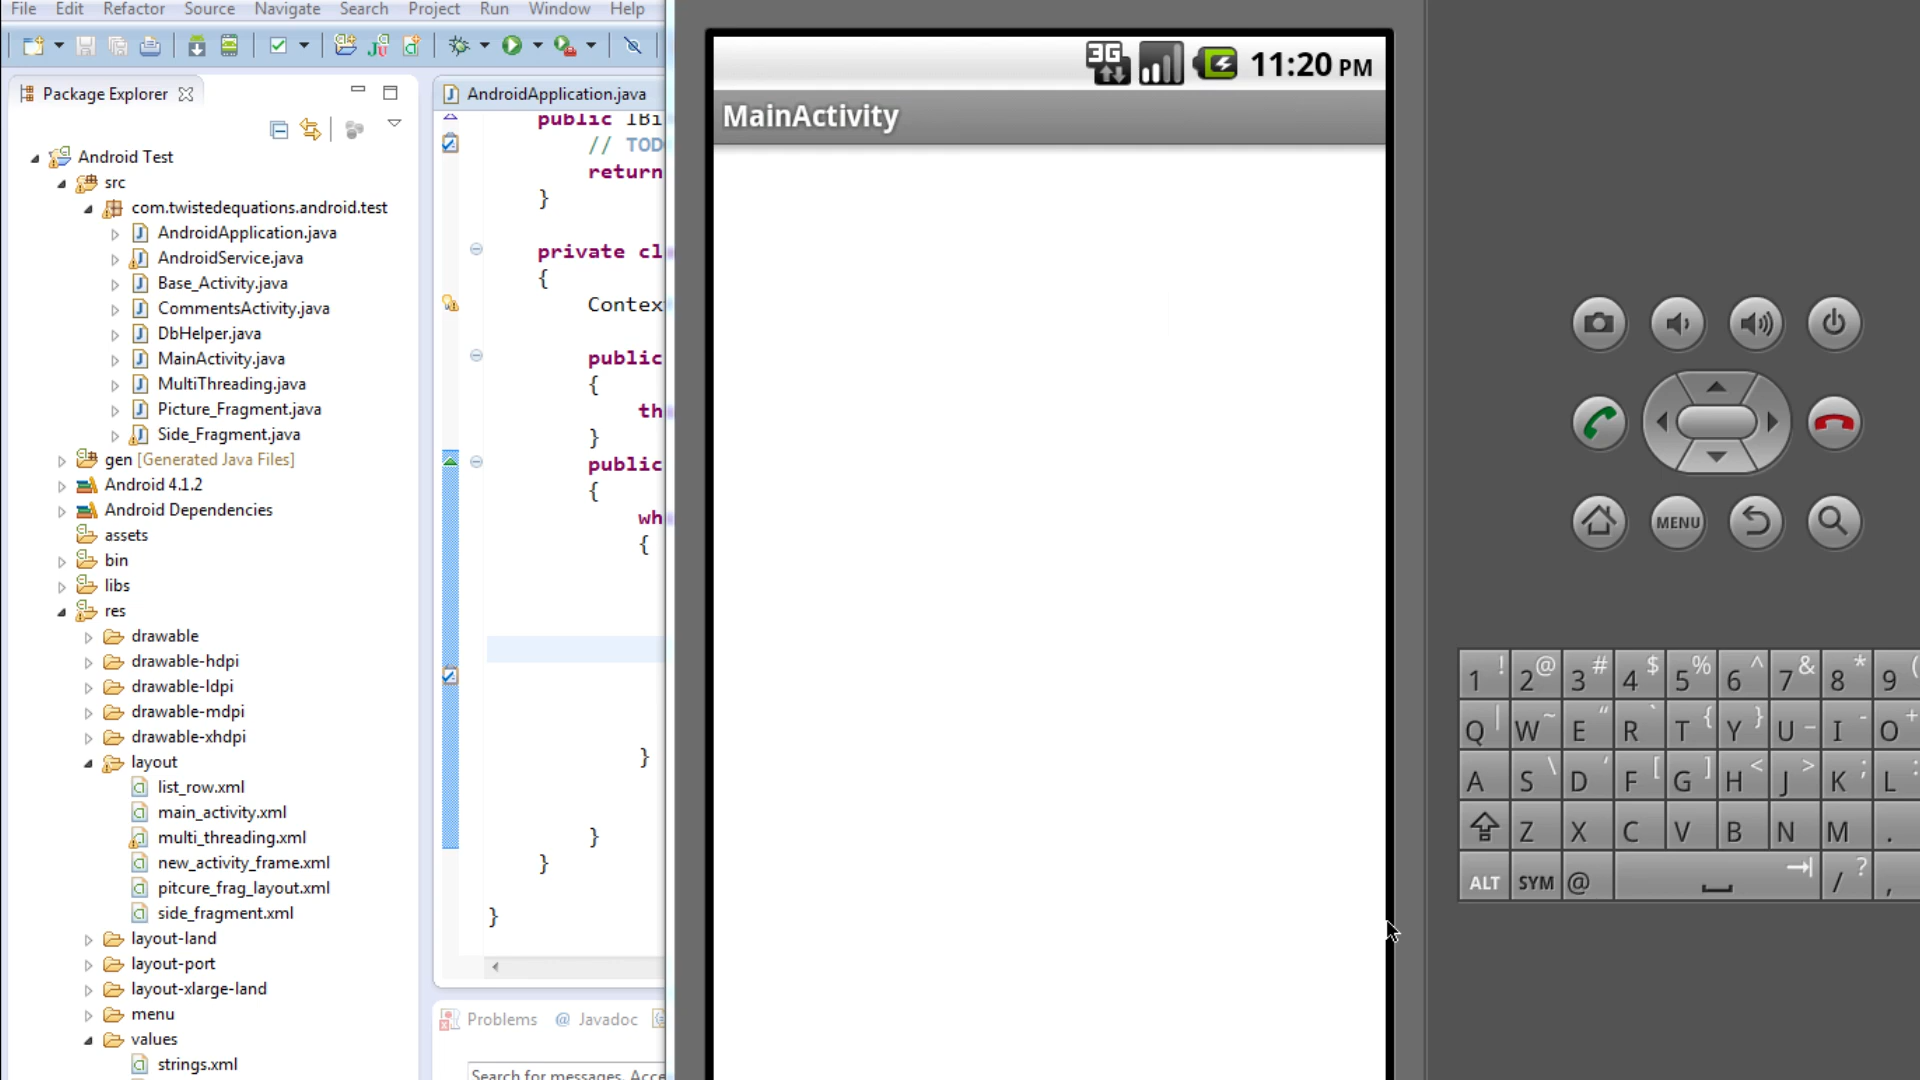 File Edit Refactor Source Navigate Search Project Run Window Help
Package Explorer
Android Test
src
com.twistedequations.android.test
AndroidApplication.java
AndroidService.java
Base_Activity.java
CommentsActivity.java
DbHelper.java
MainActivity.java
MultiThreading.java
Picture_Fragment.java
Side_Fragment.java
gen [Generated Java Files]
Android 4.1.2
Android Dependencies
assets
bin
libs
res
drawable
drawable-hdpi
drawable-ldpi
drawable-mdpi
drawable-xhdpi
layout
list_row.xml
main_activity.xml
multi_threading.xml
new_activity_frame.xml
pitcure_frag_layout.xml
side_fragment.xml
layout-land
layout-port
layout-xlarge-land
menu
values
strings.xml
AndroidApplication.java
public IBi
// TOD
return
}
private cl
{
Contex
public
{
th
}
public
{
wh
{
}
}
}
}
Problems @ Javadoc
Search for messages. Acce
3G 11:20 PM
MainActivity
MENU
1 ! 2 @ 3 # 4 $ 5 % 6 ^ 7 & 8 * 9 (
Q | W ~ E “ R ` T { Y } U _ I - O +
A S \ D ‘ F [ G ] H < J > K ; L :
Z X C V B N M .
ALT SYM @ / ? ,